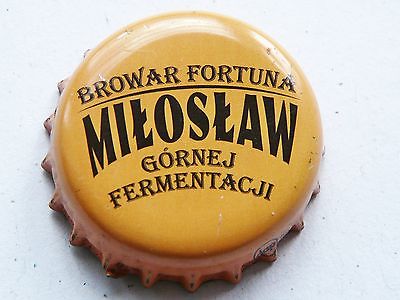 BROWAR FORTUNA
MIŁOSŁAW
GÓRNEJ
FERMENTACJI